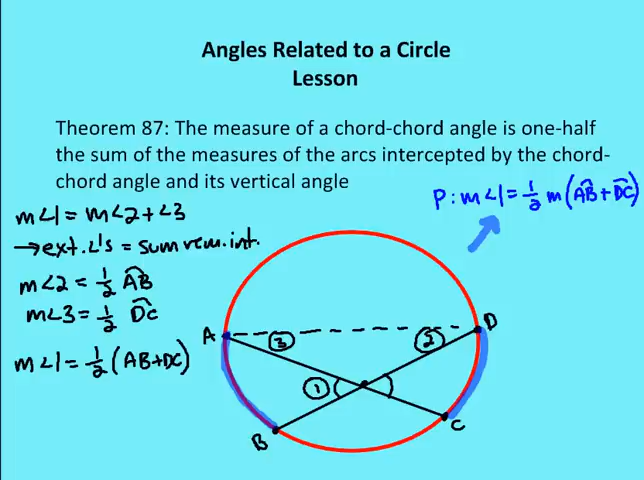 Angles Related to a Circle
Lesson
Theorem 87: The measure of a chord-chord angle is one-half
the sum of the measures of the arcs intercepted by the chord-
chord angle and its vertical angle
P: m∠1 = 1/2 m(AB⌢ + DC⌢)
m∠1 = m∠2 + ∠3
→ext. ∠'s = sum rem. int.
m∠2 = 1/2 AB⌢
m∠3 = 1/2 DC⌢
m∠1 = 1/2 (AB + DC)
A
D
3
2
1
B
C